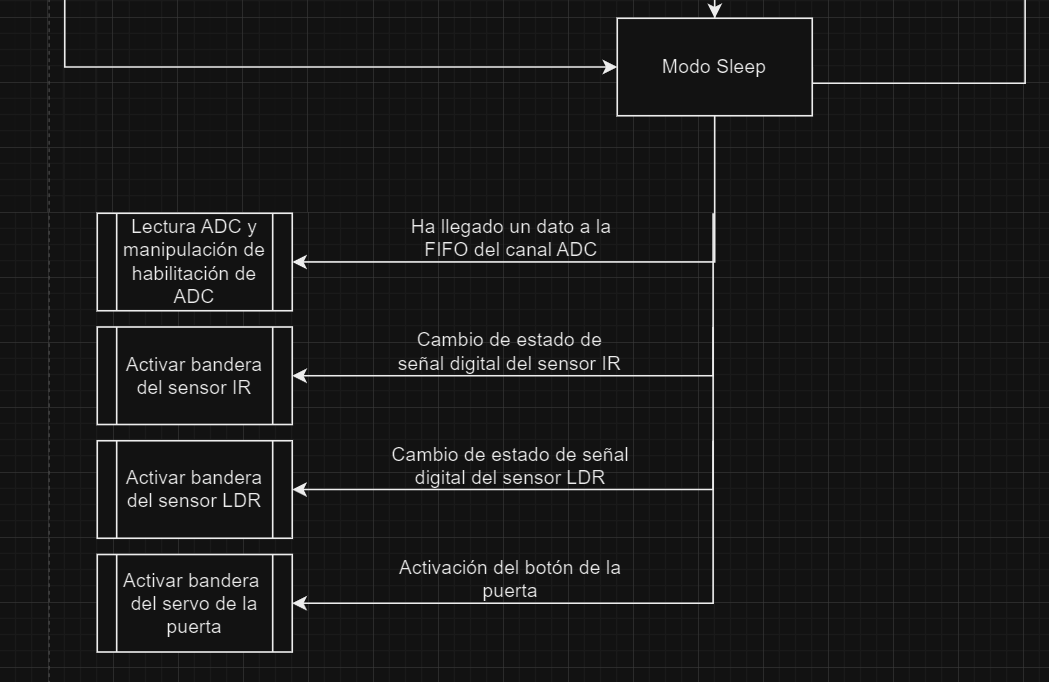 Modo Sleep
Lectura ADC y
manipulación de
habilitación de
ADC
Ha llegado un dato a la
FIFO del canal ADC
Activar bandera
del sensor IR
Cambio de estado de
señal digital del sensor IR
Activar bandera
del sensor LDR
Cambio de estado de señal
digital del sensor LDR
Activar bandera
del servo de la
puerta
Activación del botón de la
puerta